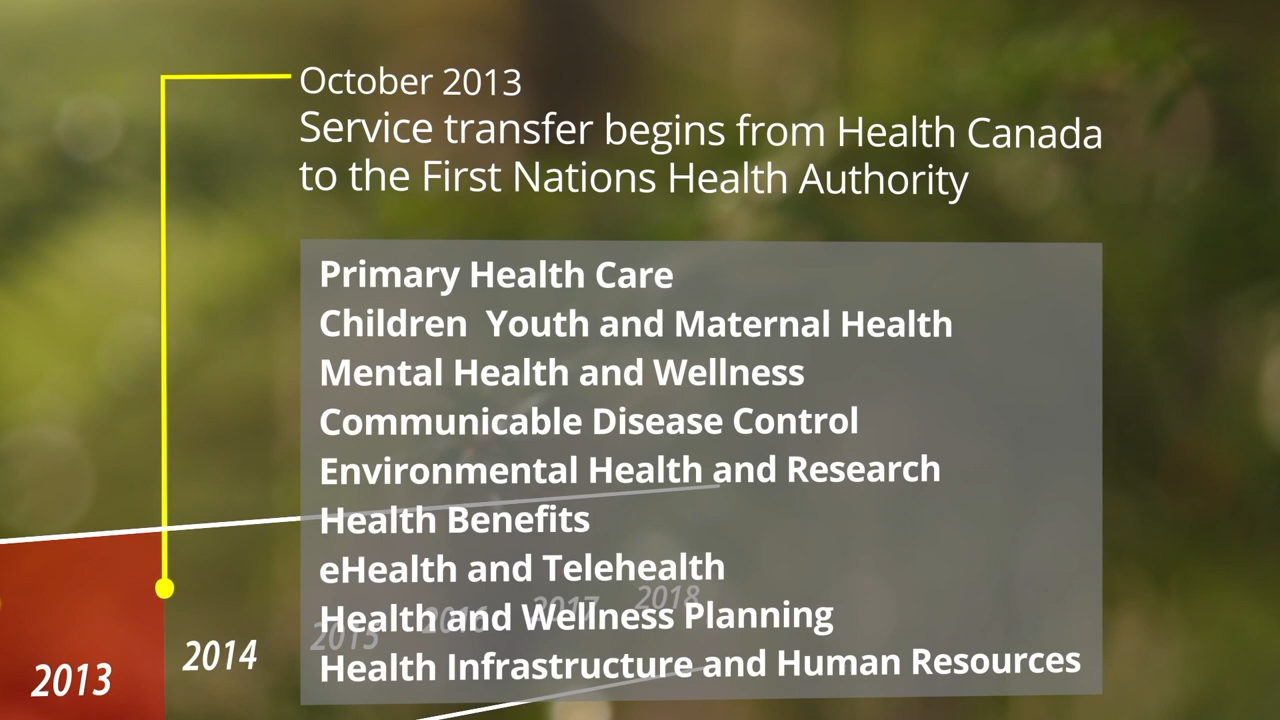 October 2013
Service transfer begins from Health Canada
to the First Nations Health Authority
Primary Health Care
Children  Youth and Maternal Health
Mental Health and Wellness
Communicable Disease Control
Environmental Health and Research
Health Benefits
eHealth and Telehealth
Health and Wellness Planning
Health Infrastructure and Human Resources
2013
2014
2015
2016
2017
2018